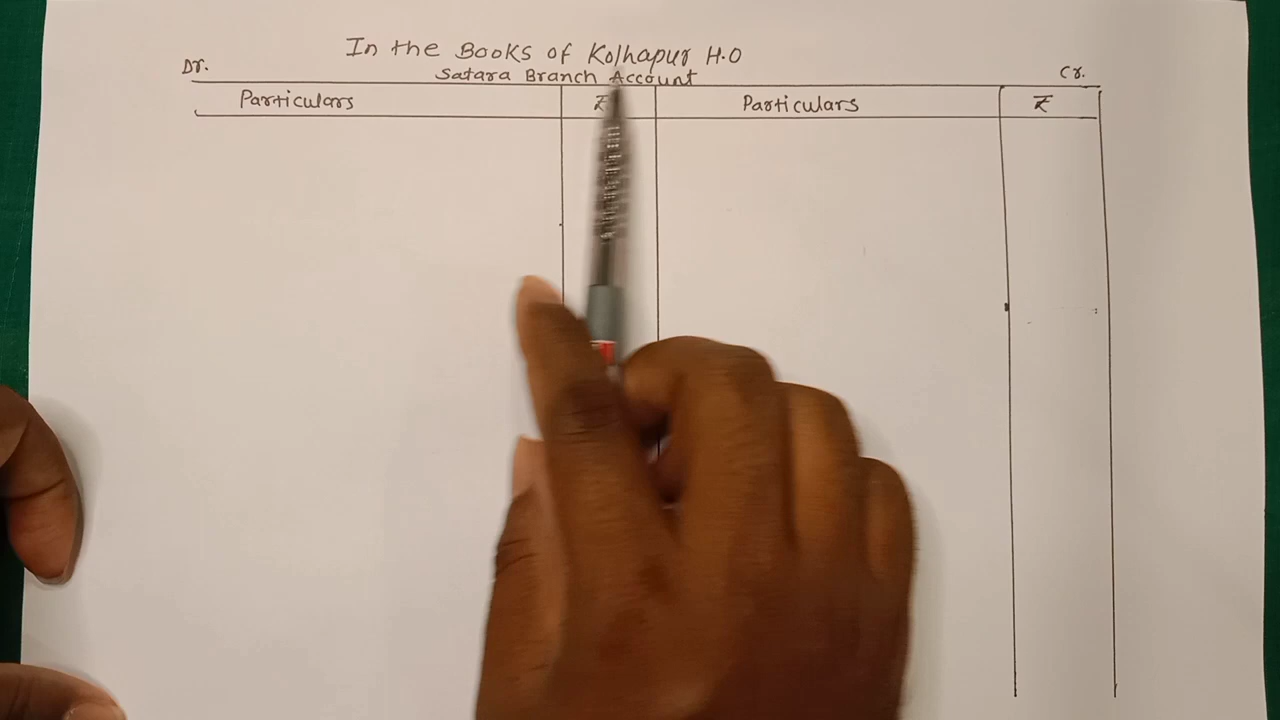 In the Books of Kolhapur H.O
Dr. Satara Branch Account Cr.
Particulars ₹ Particulars ₹